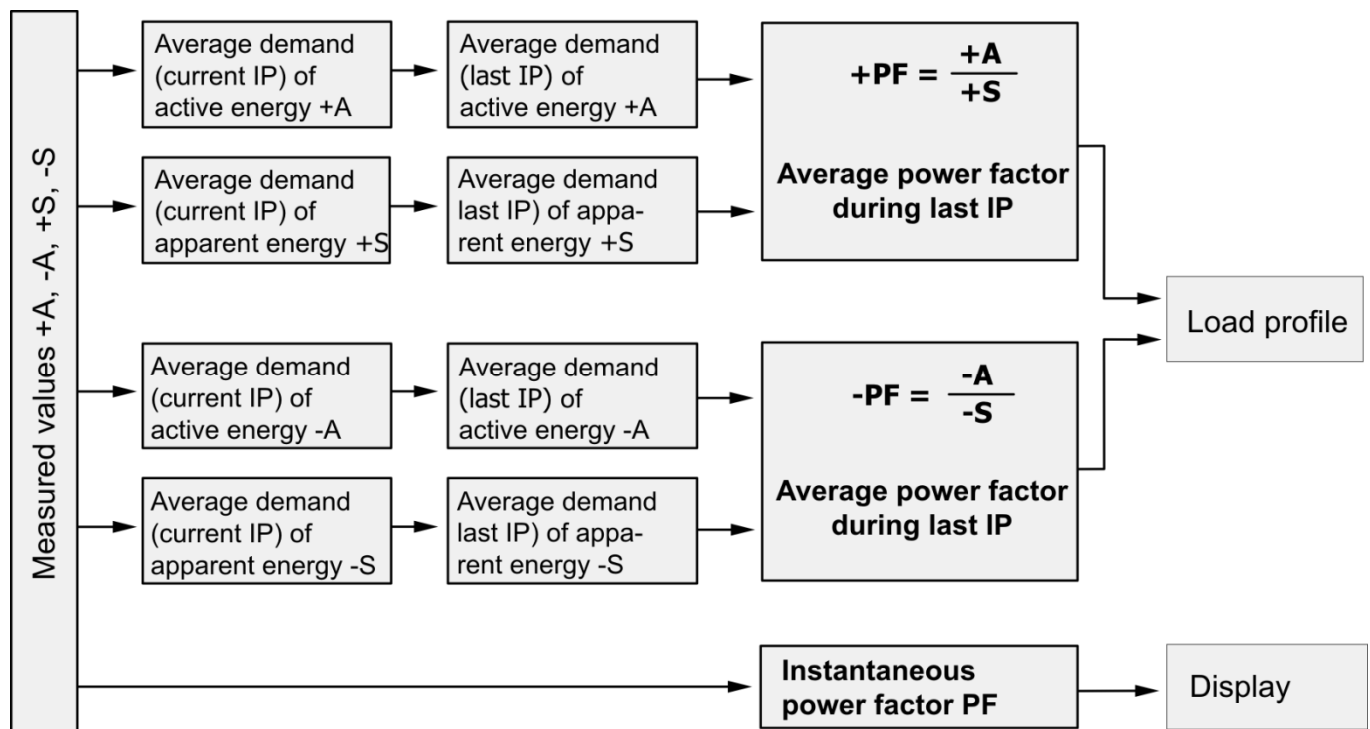 Measured values +A, -A, +S, -S
Average demand
(current IP) of
active energy +A
Average demand
(last IP) of
active energy +A
+PF = +A
+S
Average power factor
during last IP
Average demand
(current IP) of
apparent energy +S
Average demand
last IP) of appa-
rent energy +S
Load profile
Average demand
(current IP) of
active energy -A
Average demand
(last IP) of
active energy -A
-PF = -A
-S
Average power factor
during last IP
Average demand
(current IP) of
apparent energy -S
Average demand
last IP) of appa-
rent energy -S
Instantaneous
power factor PF
Display